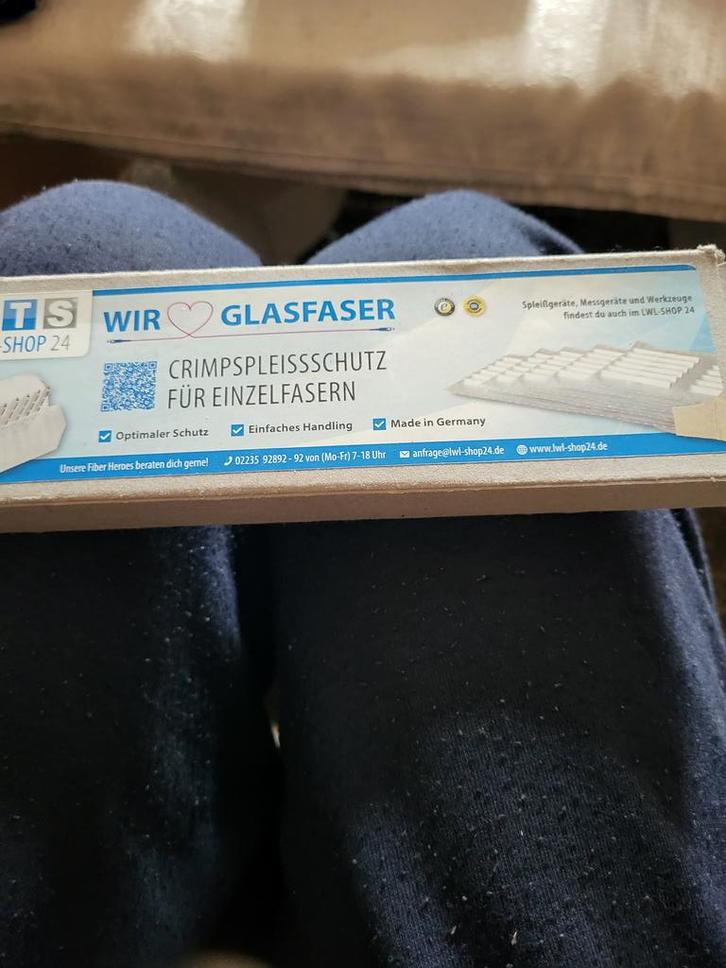 TS
-SHOP 24
WIR GLASFASER
Spleißgeräte, Messgeräte und Werkzeuge
findest du auch im LWL-SHOP 24
CRIMPSPLEISSSCHUTZ
FÜR EINZELFASERN
Optimaler Schutz
Einfaches Handling
Made in Germany
Unsere Fiber Heroes beraten dich gerne! 02235 92892 - 92 von (Mo-Fr) 7-18 Uhr anfrage@lwl-shop24.de www.lwl-shop24.de